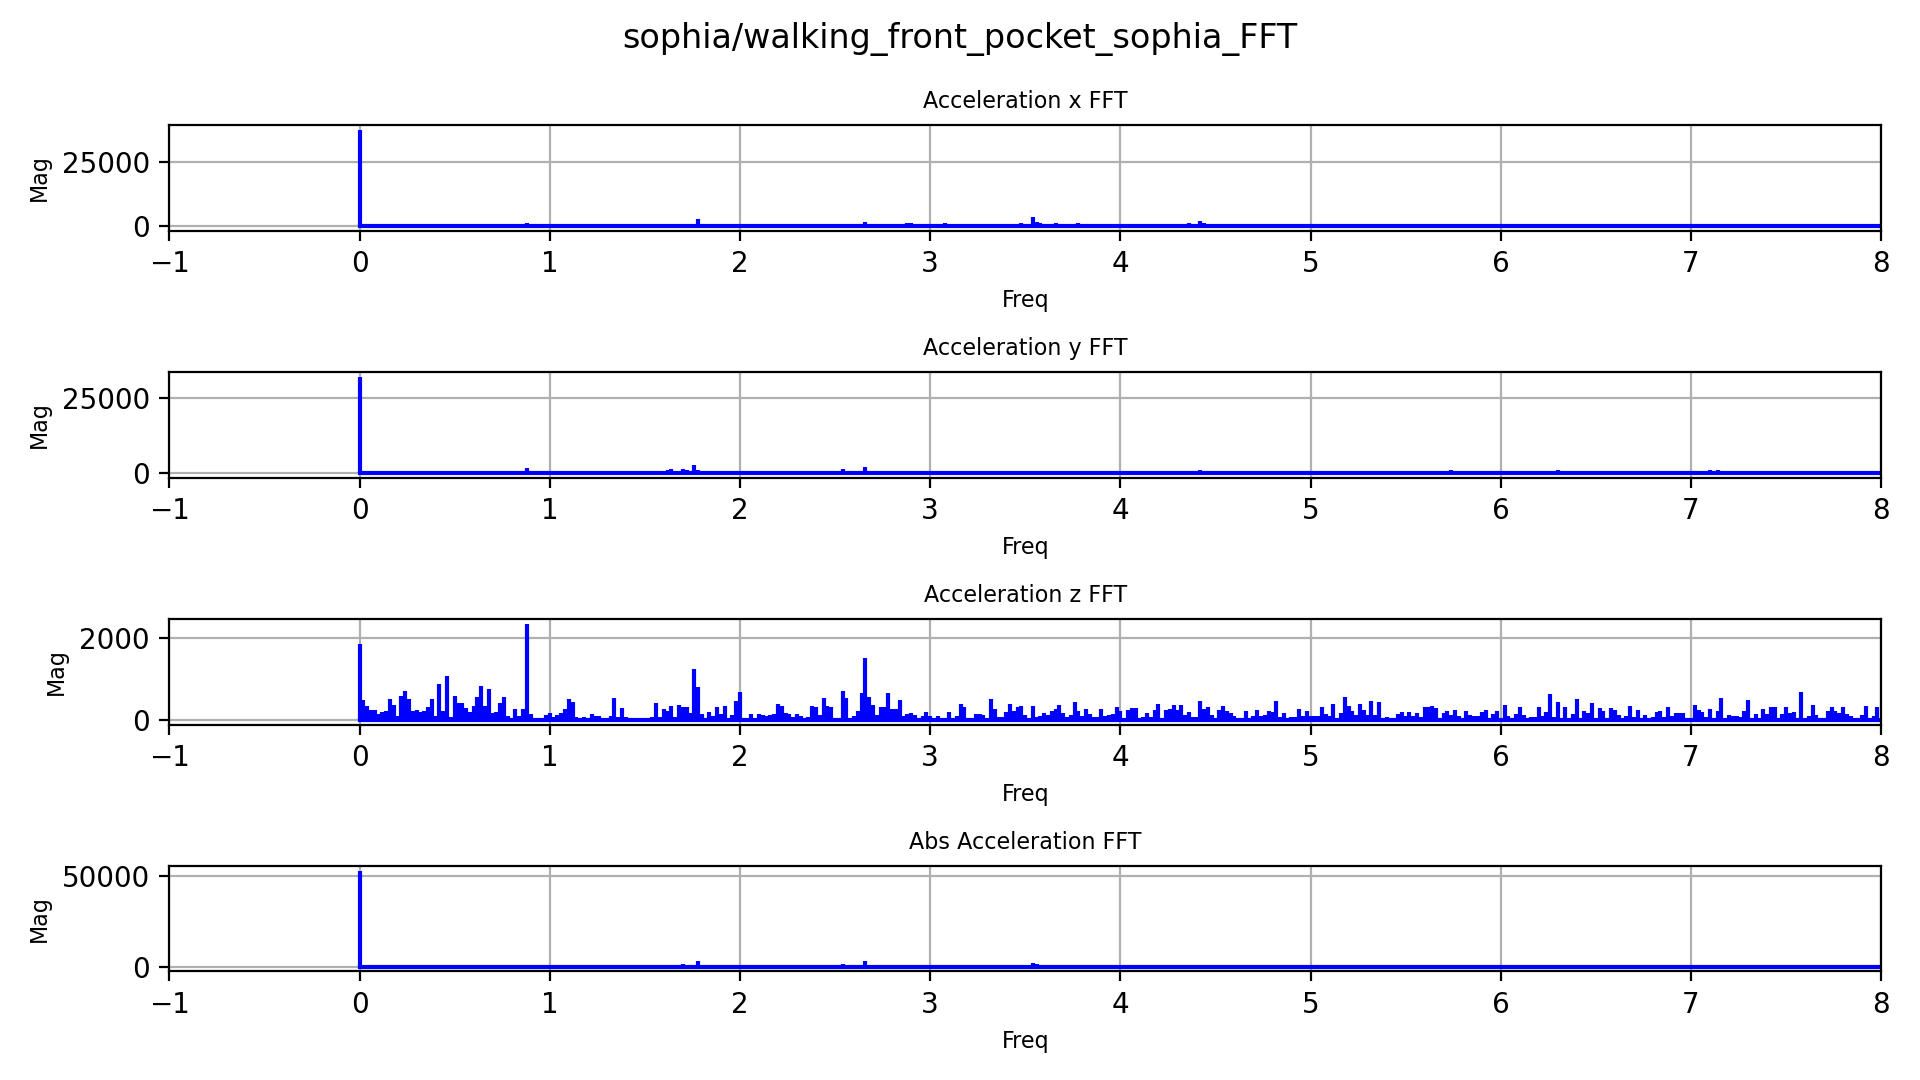 sophia/walking_front_pocket_sophia_FFT
Acceleration x FFT
Mag
25000
0
−1 0 1 2 3 4 5 6 7 8
Freq
Acceleration y FFT
Mag
25000
0
−1 0 1 2 3 4 5 6 7 8
Freq
Acceleration z FFT
Mag
2000
0
−1 0 1 2 3 4 5 6 7 8
Freq
Abs Acceleration FFT
Mag
50000
0
−1 0 1 2 3 4 5 6 7 8
Freq